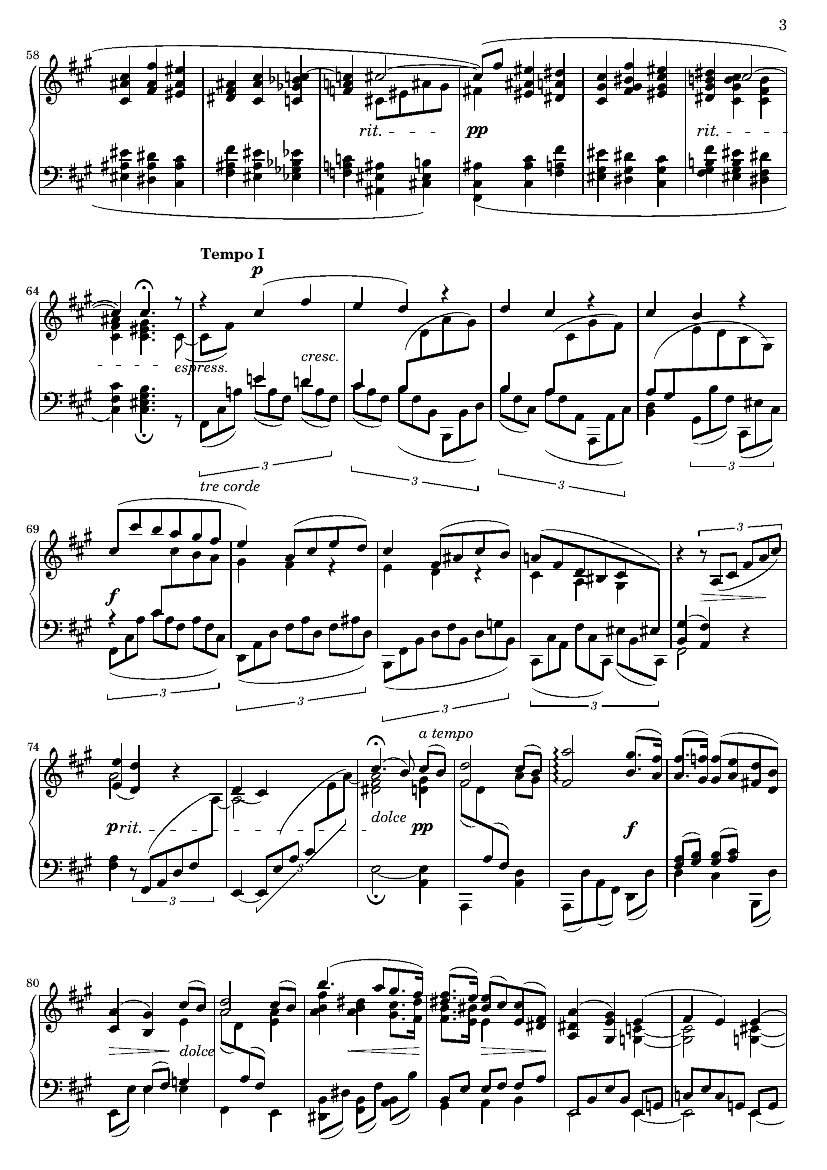 3
58
rit.
pp
rit.
64
Tempo I
p
espress.
cresc.
3
3
3
3
tre corde
69
f
3
3
3
3
3
74
a tempo
p rit.
dolce
pp
f
3
3
80
dolce